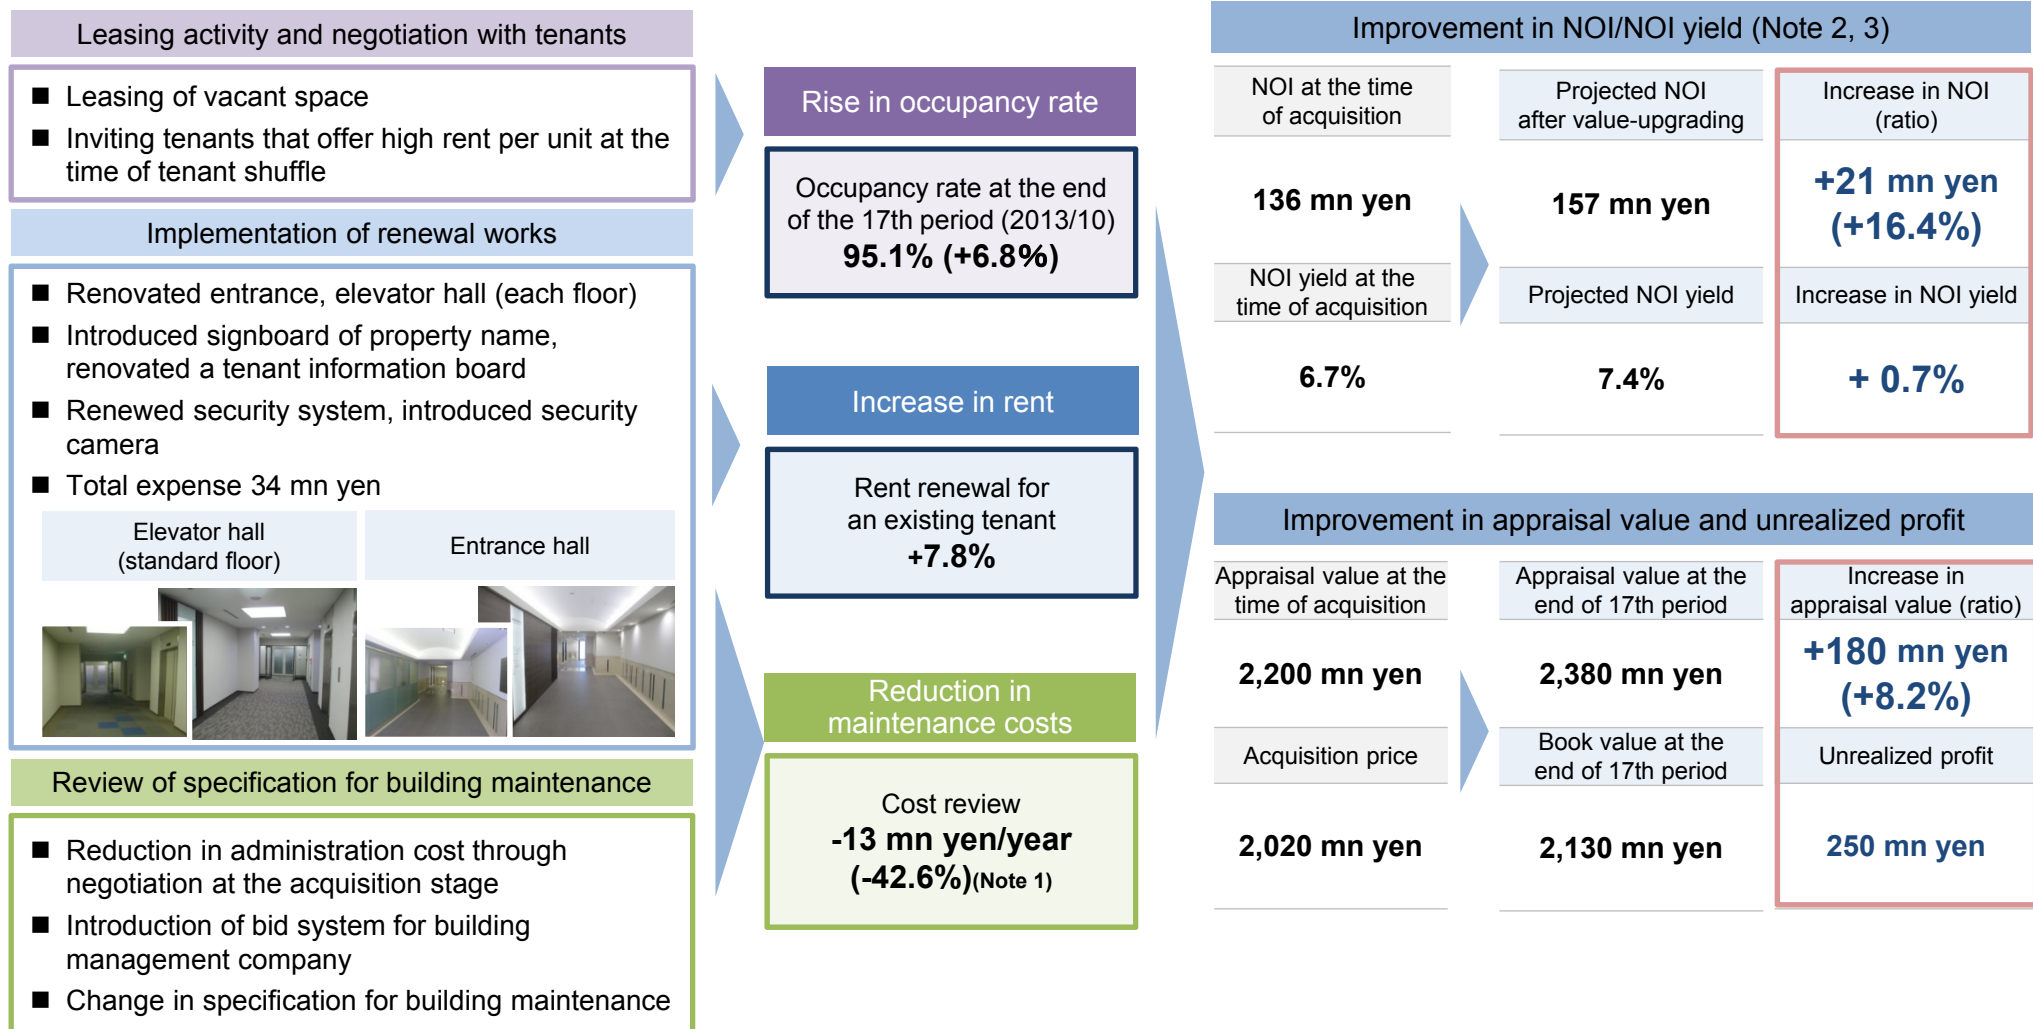 Leasing activity and negotiation with tenants
■ Leasing of vacant space
■ Inviting tenants that offer high rent per unit at the
time of tenant shuffle
Implementation of renewal works
■ Renovated entrance, elevator hall (each floor)
■ Introduced signboard of property name,
renovated a tenant information board
■ Renewed security system, introduced security
camera
■ Total expense 34 mn yen
Elevator hall
(standard floor)
Entrance hall
Review of specification for building maintenance
■ Reduction in administration cost through
negotiation at the acquisition stage
■ Introduction of bid system for building
management company
■ Change in specification for building maintenance
Rise in occupancy rate
Occupancy rate at the end
of the 17th period (2013/10)
95.1% (+6.8%)
Increase in rent
Rent renewal for
an existing tenant
+7.8%
Reduction in
maintenance costs
Cost review
-13 mn yen/year
(-42.6%)(Note 1)
Improvement in NOI/NOI yield (Note 2, 3)
NOI at the time
of acquisition
136 mn yen
Projected NOI
after value-upgrading
157 mn yen
Increase in NOI
(ratio)
+21 mn yen
(+16.4%)
NOI yield at the
time of acquisition
6.7%
Projected NOI yield
7.4%
Increase in NOI yield
+ 0.7%
Improvement in appraisal value and unrealized profit
Appraisal value at the
time of acquisition
2,200 mn yen
Appraisal value at the
end of 17th period
2,380 mn yen
Increase in
appraisal value (ratio)
+180 mn yen
(+8.2%)
Acquisition price
2,020 mn yen
Book value at the
end of 17th period
2,130 mn yen
Unrealized profit
250 mn yen